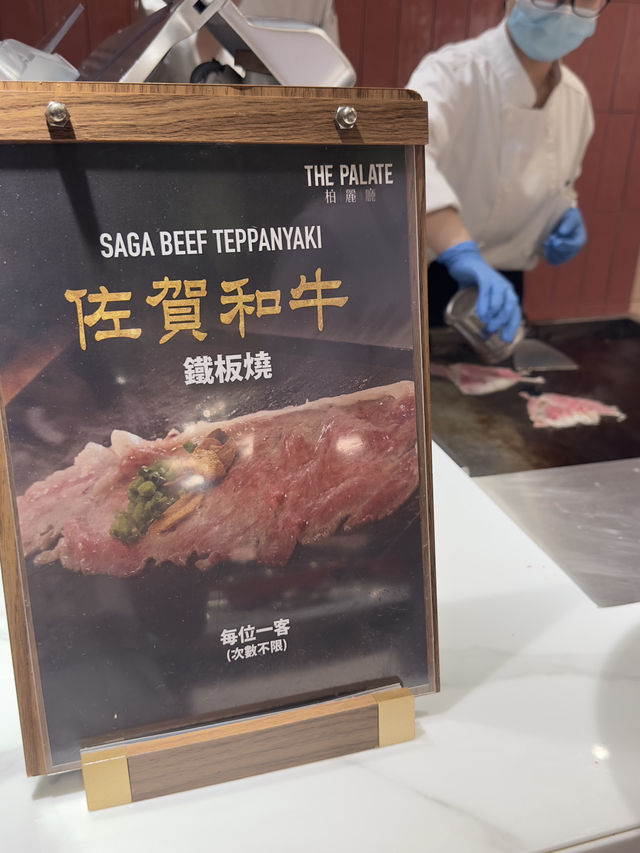 THE PALATE
柏麗廳
SAGA BEEF TEPPANYAKI
佐賀和牛
鐵板燒
每位一客
(次數不限)